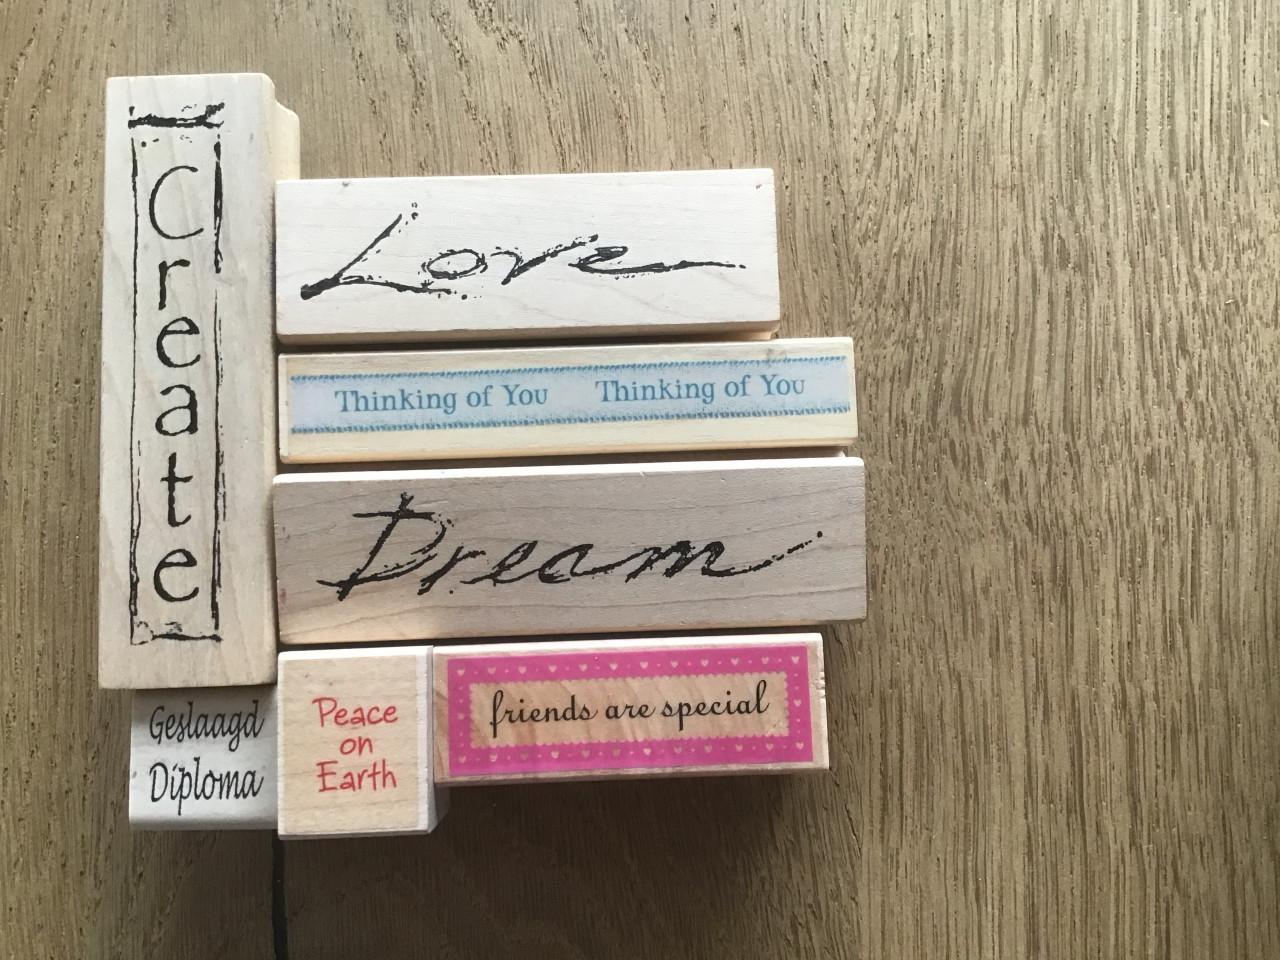 Create
Love
Thinking of You Thinking of You
Dream
Geslaagd
Diploma
Peace
on
Earth
friends are special